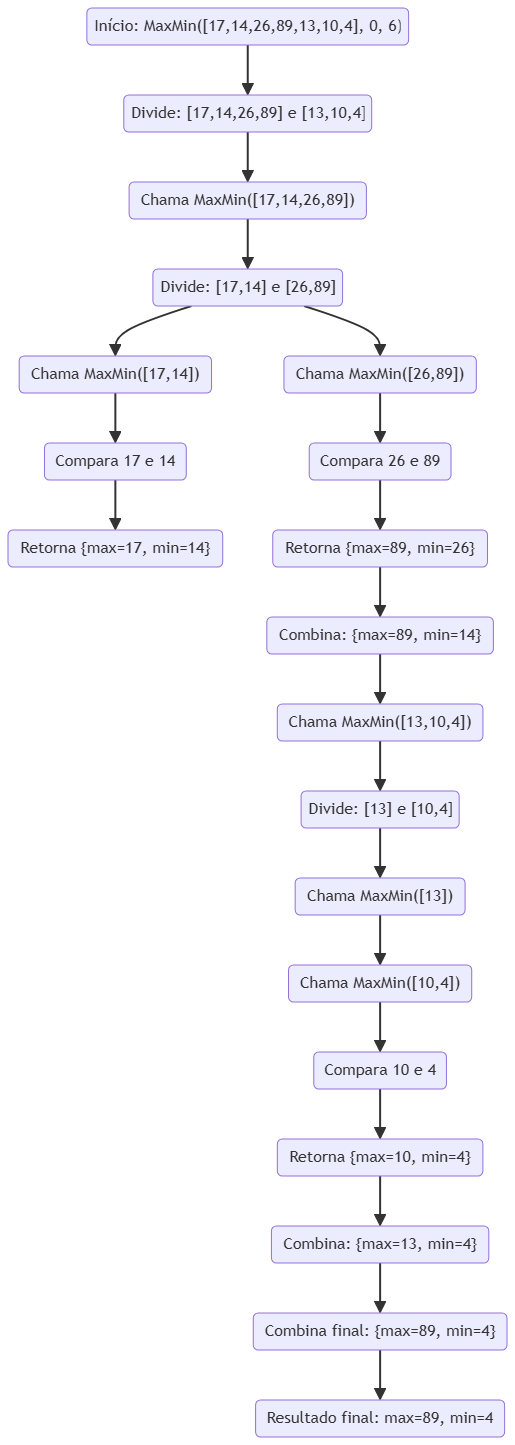 Início: MaxMin([17,14,26,89,13,10,4], 0, 6)
Divide: [17,14,26,89] e [13,10,4]
Chama MaxMin([17,14,26,89])
Divide: [17,14] e [26,89]
Chama MaxMin([17,14])
Chama MaxMin([26,89])
Compara 17 e 14
Compara 26 e 89
Retorna {max=17, min=14}
Retorna {max=89, min=26}
Combina: {max=89, min=14}
Chama MaxMin([13,10,4])
Divide: [13] e [10,4]
Chama MaxMin([13])
Chama MaxMin([10,4])
Compara 10 e 4
Retorna {max=10, min=4}
Combina: {max=13, min=4}
Combina final: {max=89, min=4}
Resultado final: max=89, min=4